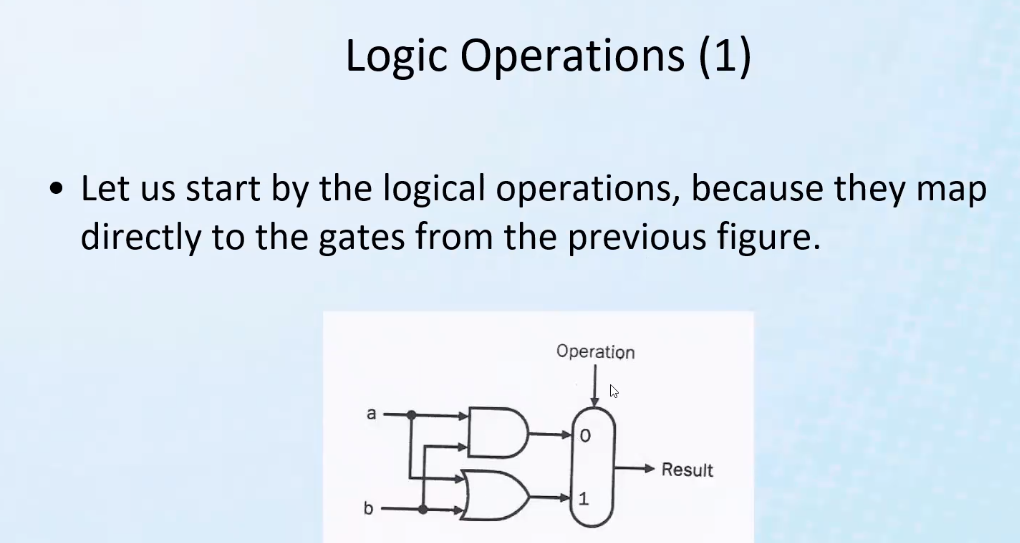 Logic Operations (1)
• Let us start by the logical operations, because they map
directly to the gates from the previous figure.
Operation
a
0
Result
1
b